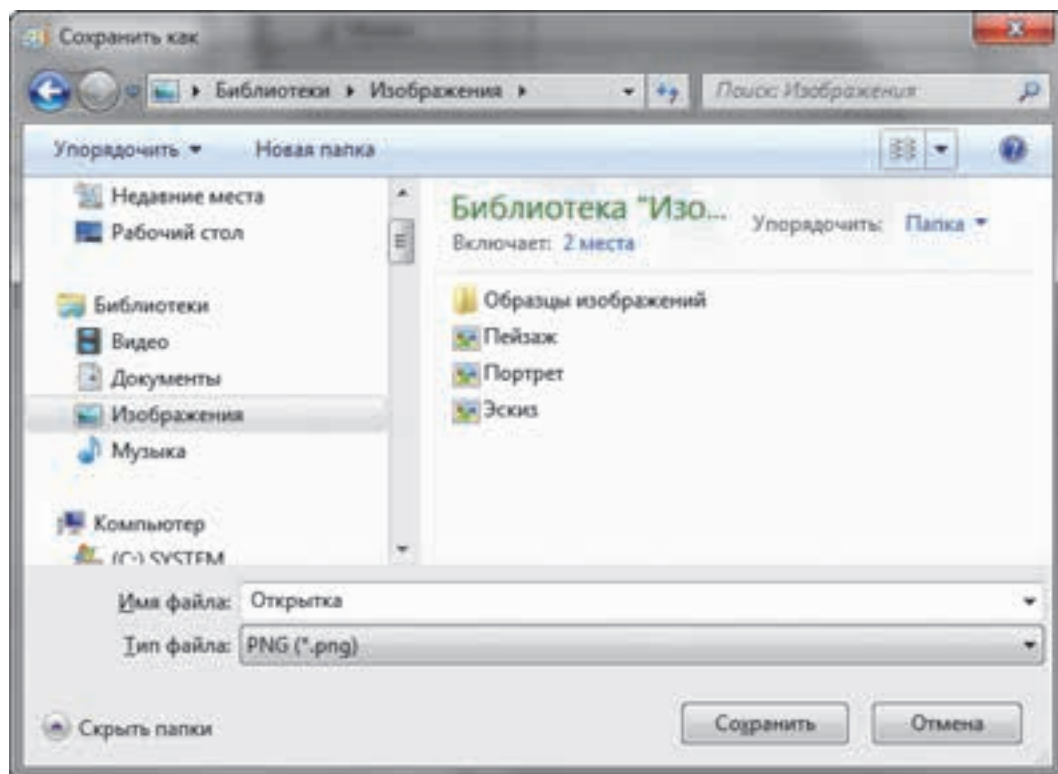 Сохранить как
Библиотеки Изображения
Поиск: Изображения
Упорядочить Новая папка
Недавние места
Рабочий стол
Библиотеки
Видео
Документы
Изображения
Музыка
Компьютер
(C:) SYSTEM
Библиотека "Изо...
Включает: 2 места
Упорядочить: Папка
Образцы изображений
Пейзаж
Портрет
Эскиз
Имя файла: Открытка
Тип файла: PNG (*.png)
Скрыть папки
Сохранить Отмена